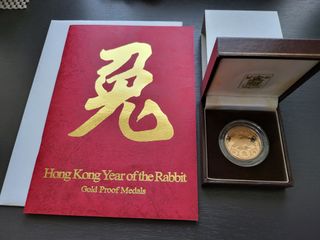 兔
Hong Kong Year of the Rabbit
Gold Proof Medals